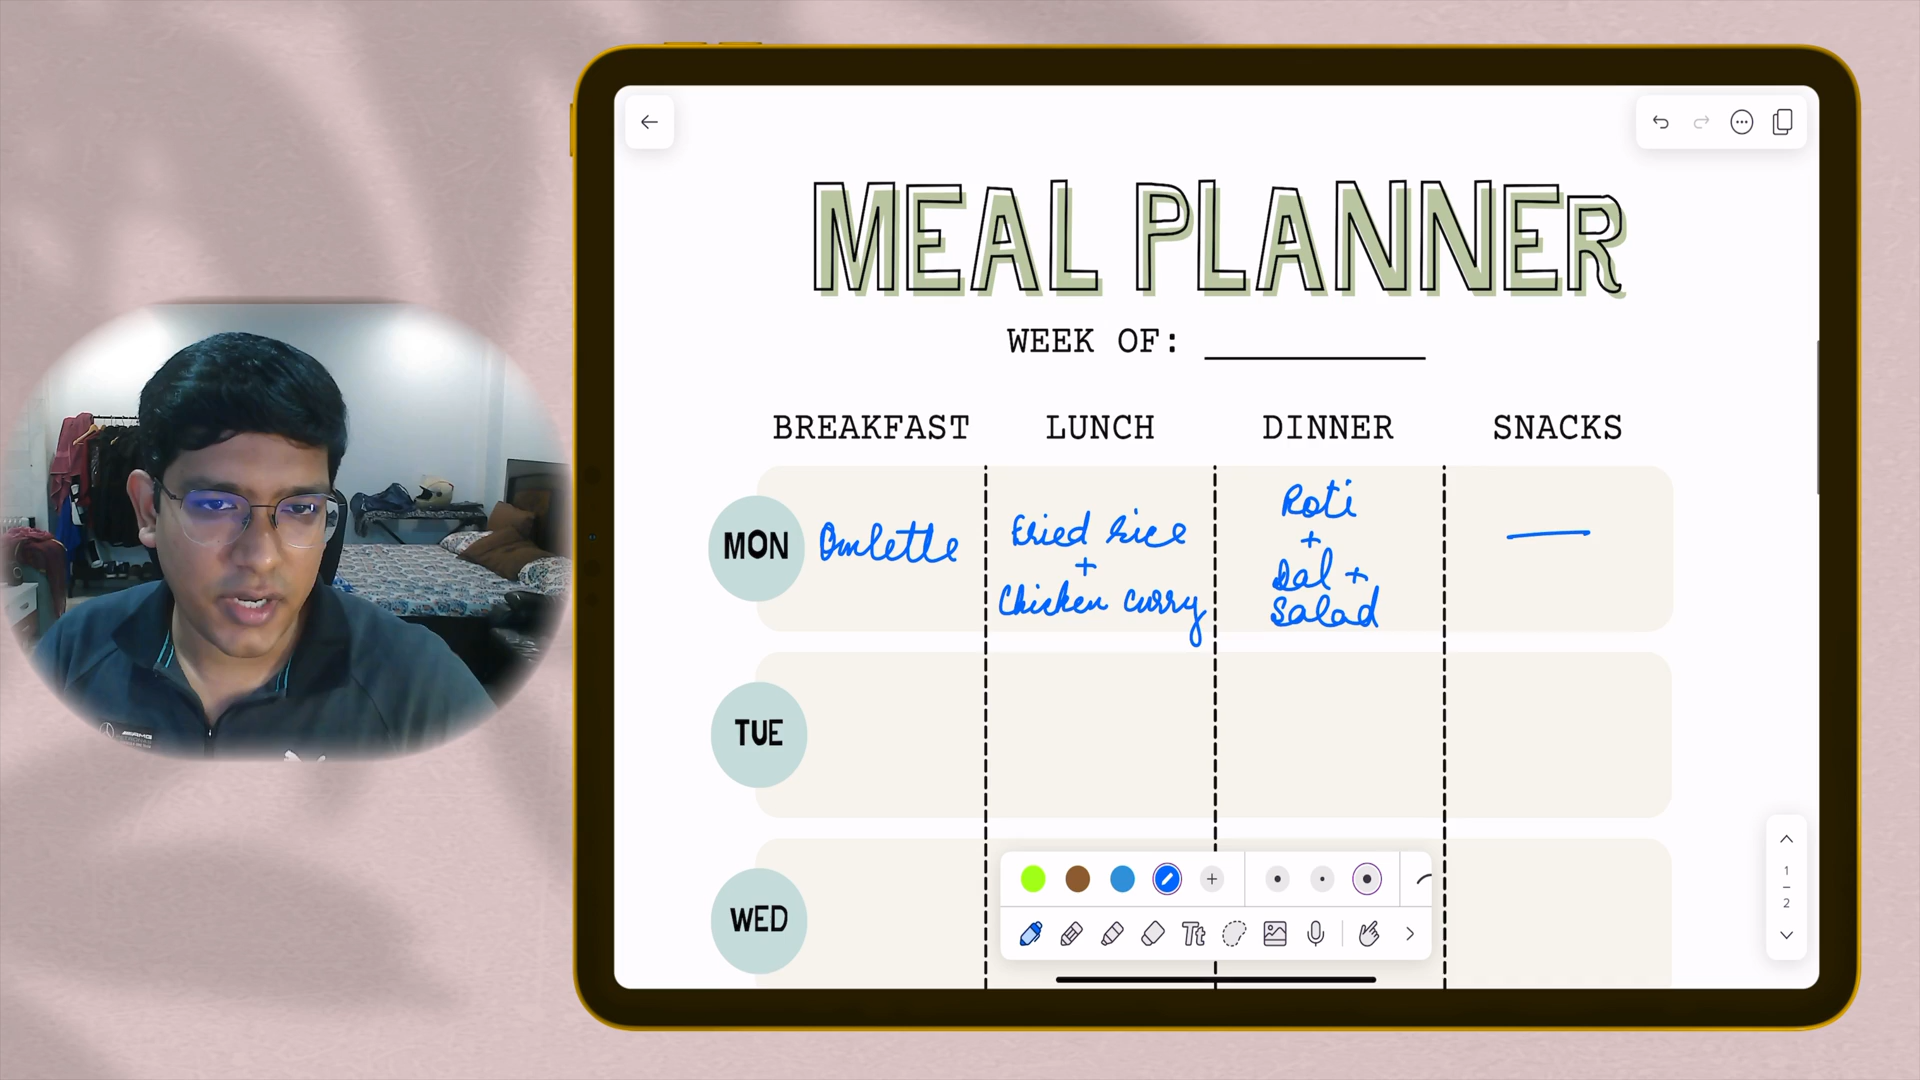 MEAL PLANNER
WEEK OF:
BREAKFAST LUNCH DINNER SNACKS
MON
Omlette
Fried rice
+
Chicken curry
Roti
+
Dal +
Salad
TUE
WED
Tt
1
2